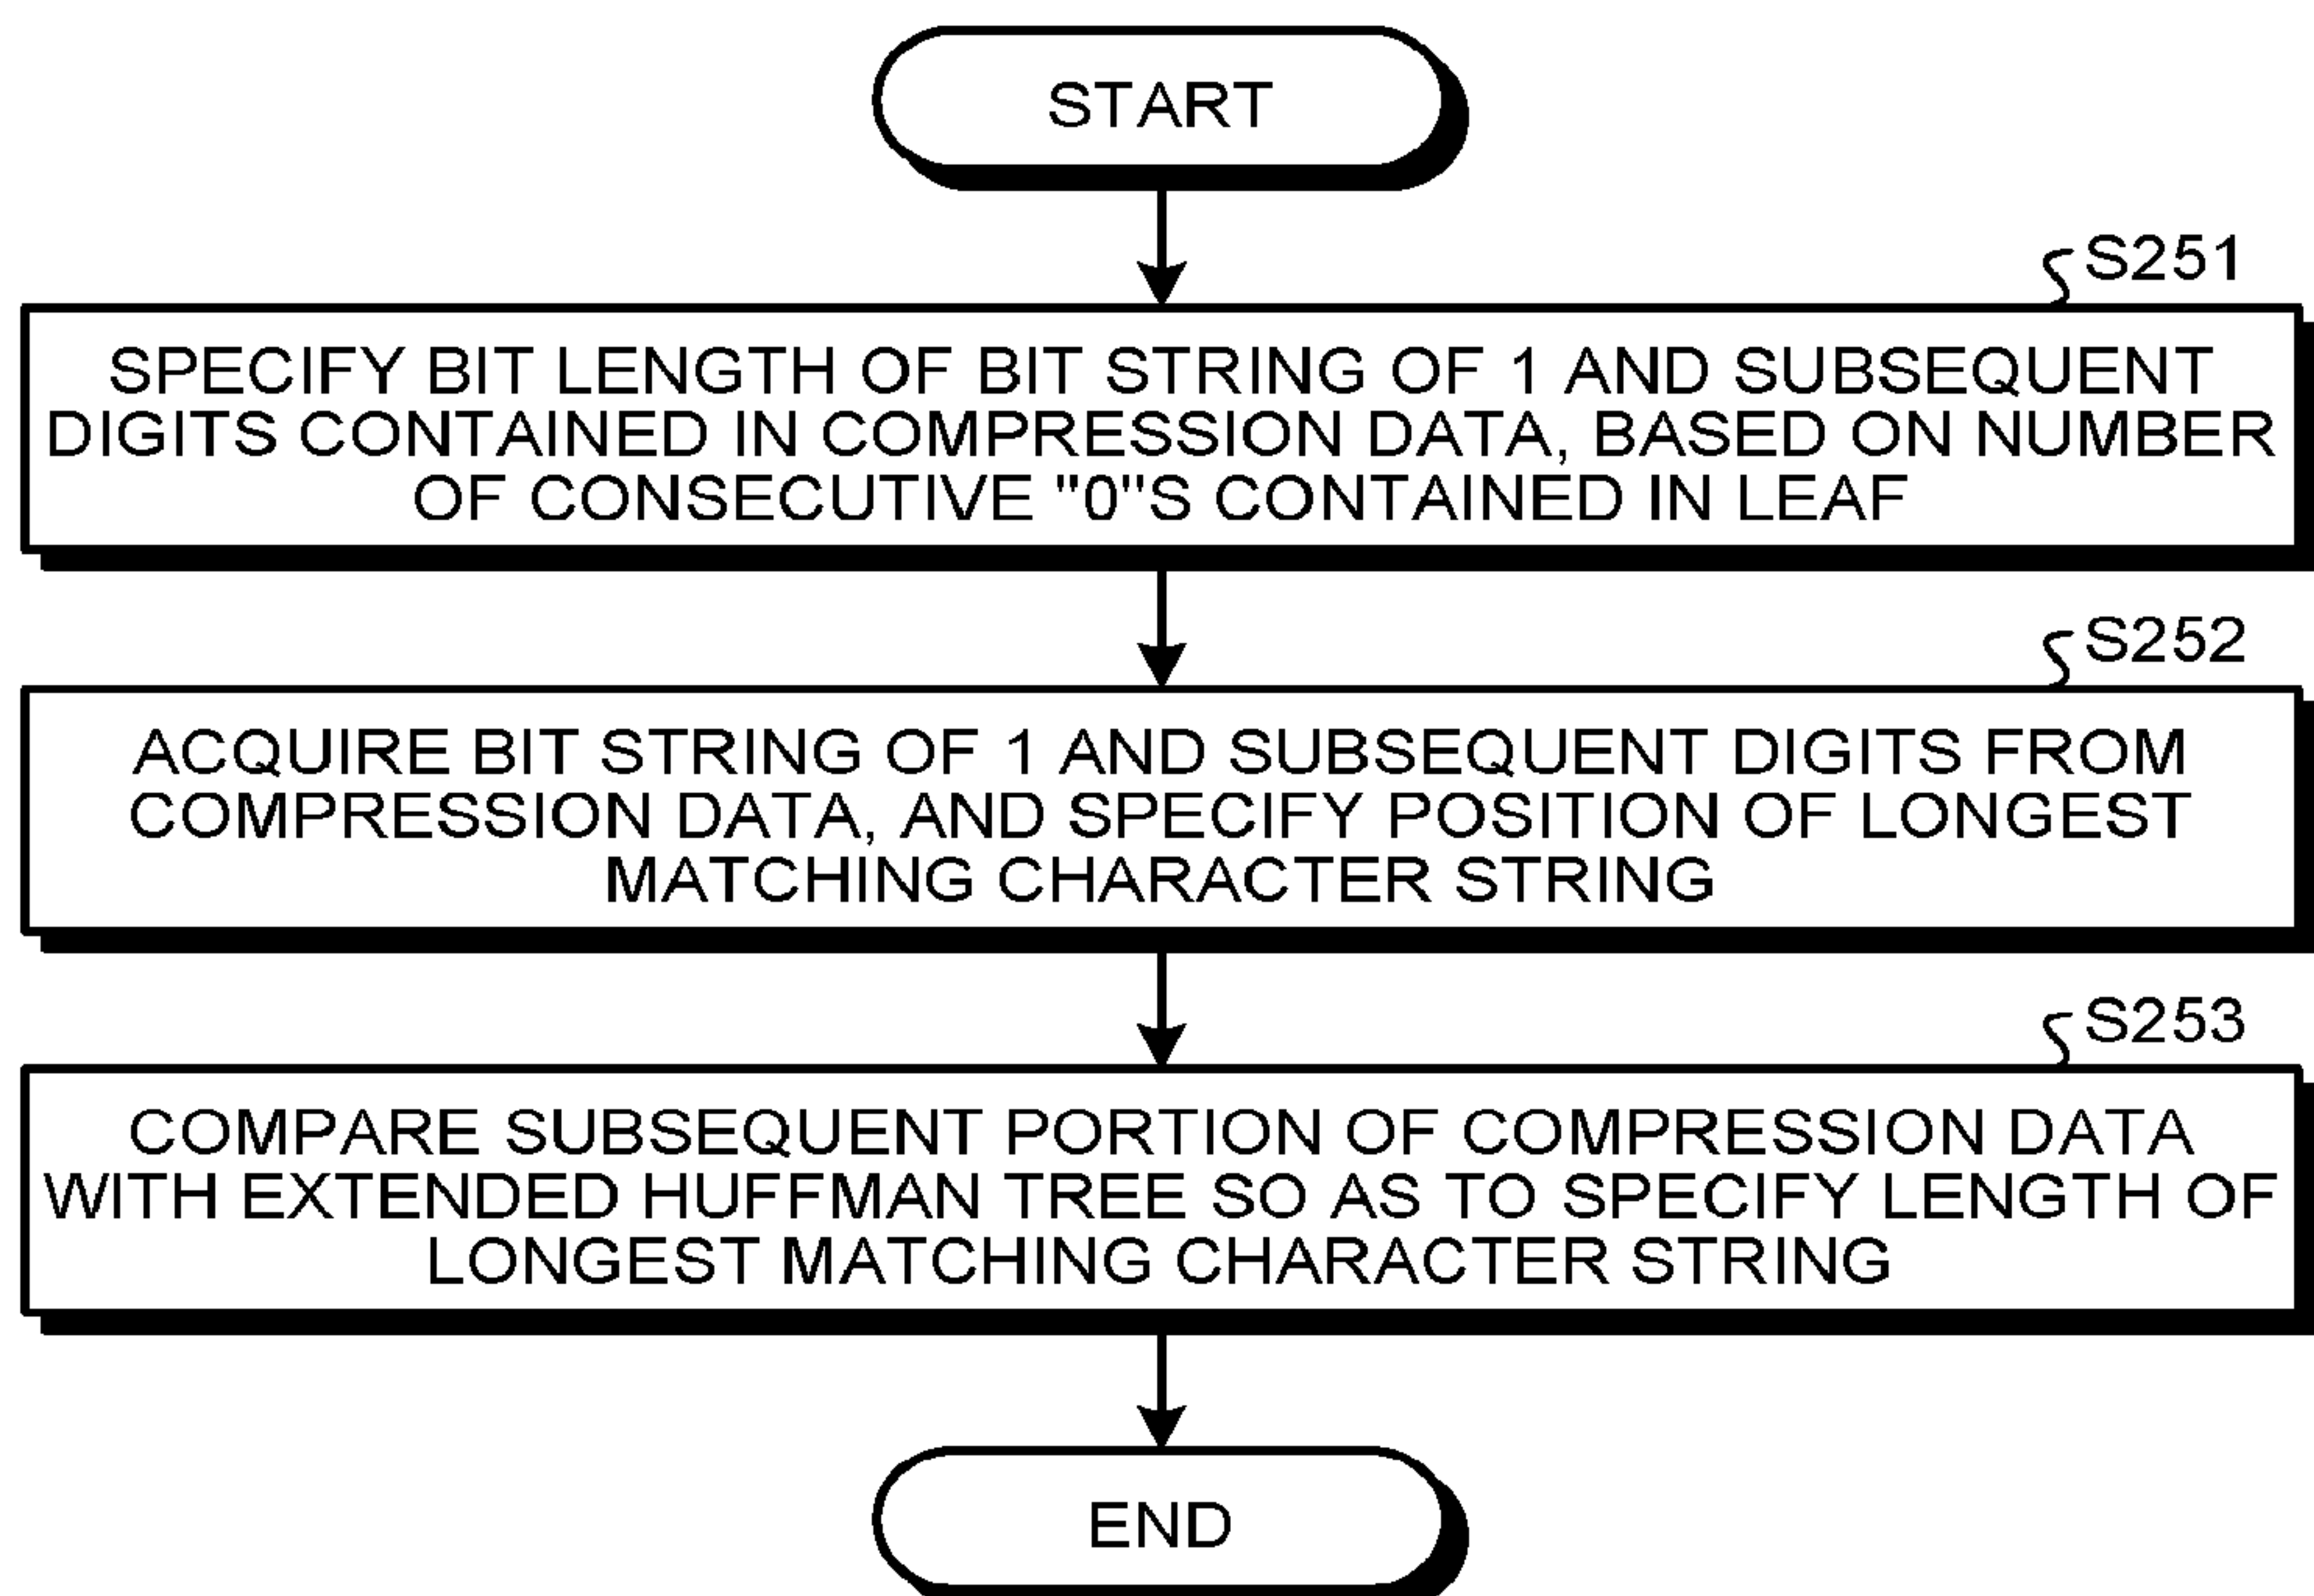 START
S251
SPECIFY BIT LENGTH OF BIT STRING OF 1 AND SUBSEQUENT
DIGITS CONTAINED IN COMPRESSION DATA, BASED ON NUMBER
OF CONSECUTIVE "0"S CONTAINED IN LEAF
S252
ACQUIRE BIT STRING OF 1 AND SUBSEQUENT DIGITS FROM
COMPRESSION DATA, AND SPECIFY POSITION OF LONGEST
MATCHING CHARACTER STRING
S253
COMPARE SUBSEQUENT PORTION OF COMPRESSION DATA
WITH EXTENDED HUFFMAN TREE SO AS TO SPECIFY LENGTH OF
LONGEST MATCHING CHARACTER STRING
END